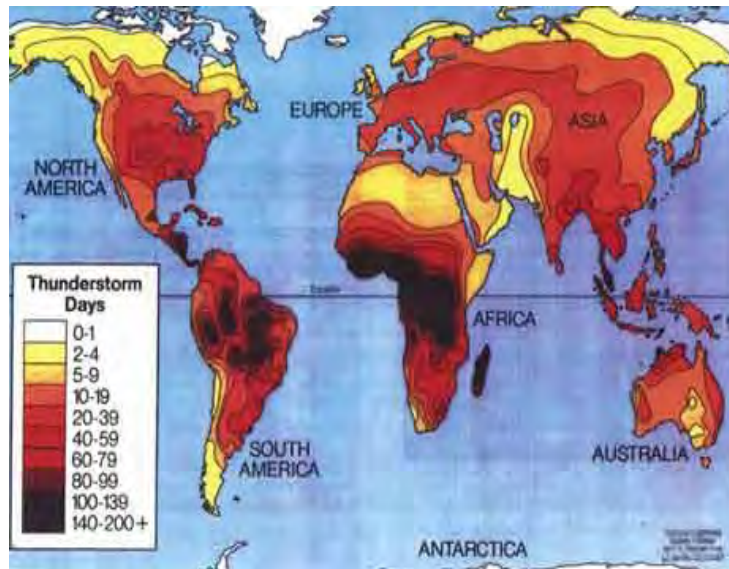 EUROPE
ASIA
NORTH
AMERICA
Thunderstorm
Days
0-1
2-4
5-9
10-19
20-39
40-59
60-79
80-99
100-139
140-200+
AFRICA
SOUTH
AMERICA
AUSTRALIA
ANTARCTICA